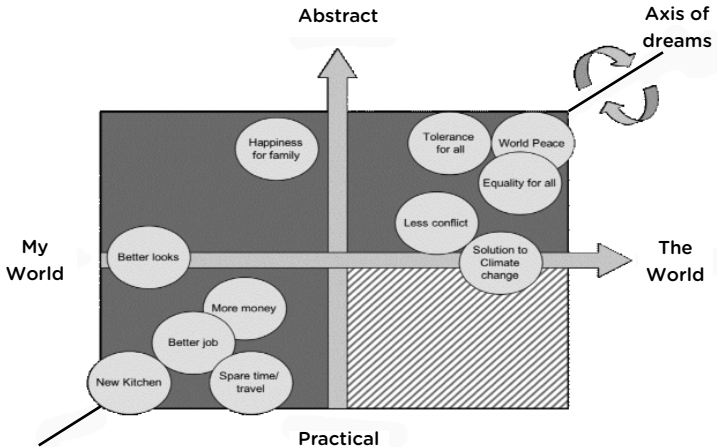 Abstract
Axis of
dreams
Happiness
for family
Tolerance
for all
World Peace
Equality for all
Less conflict
My
World
Better looks
Solution to
Climate
change
The
World
More money
Better job
New Kitchen
Spare time/
travel
Practical